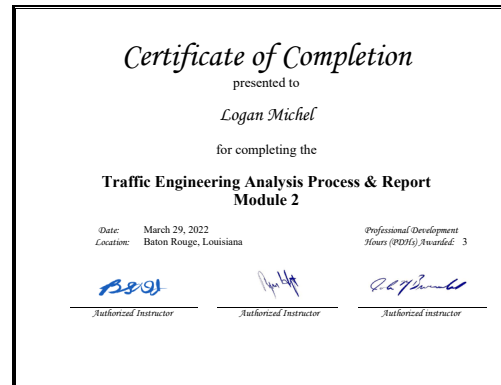 Certificate of Completion
presented to
Logan Michel
for completing the
Traffic Engineering Analysis Process & Report
Module 2
Date: March 29, 2022
Location: Baton Rouge, Louisiana
Professional Development
Hours (PDHs) Awarded: 3
Authorized Instructor
Authorized Instructor
Authorized instructor